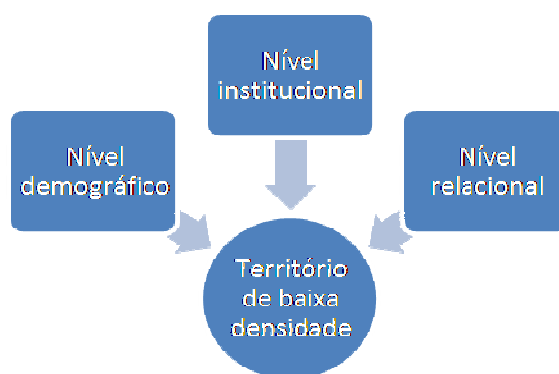 Nível
institucional
Nível
demográfico
Nível
relacional
Território
de baixa
densidade